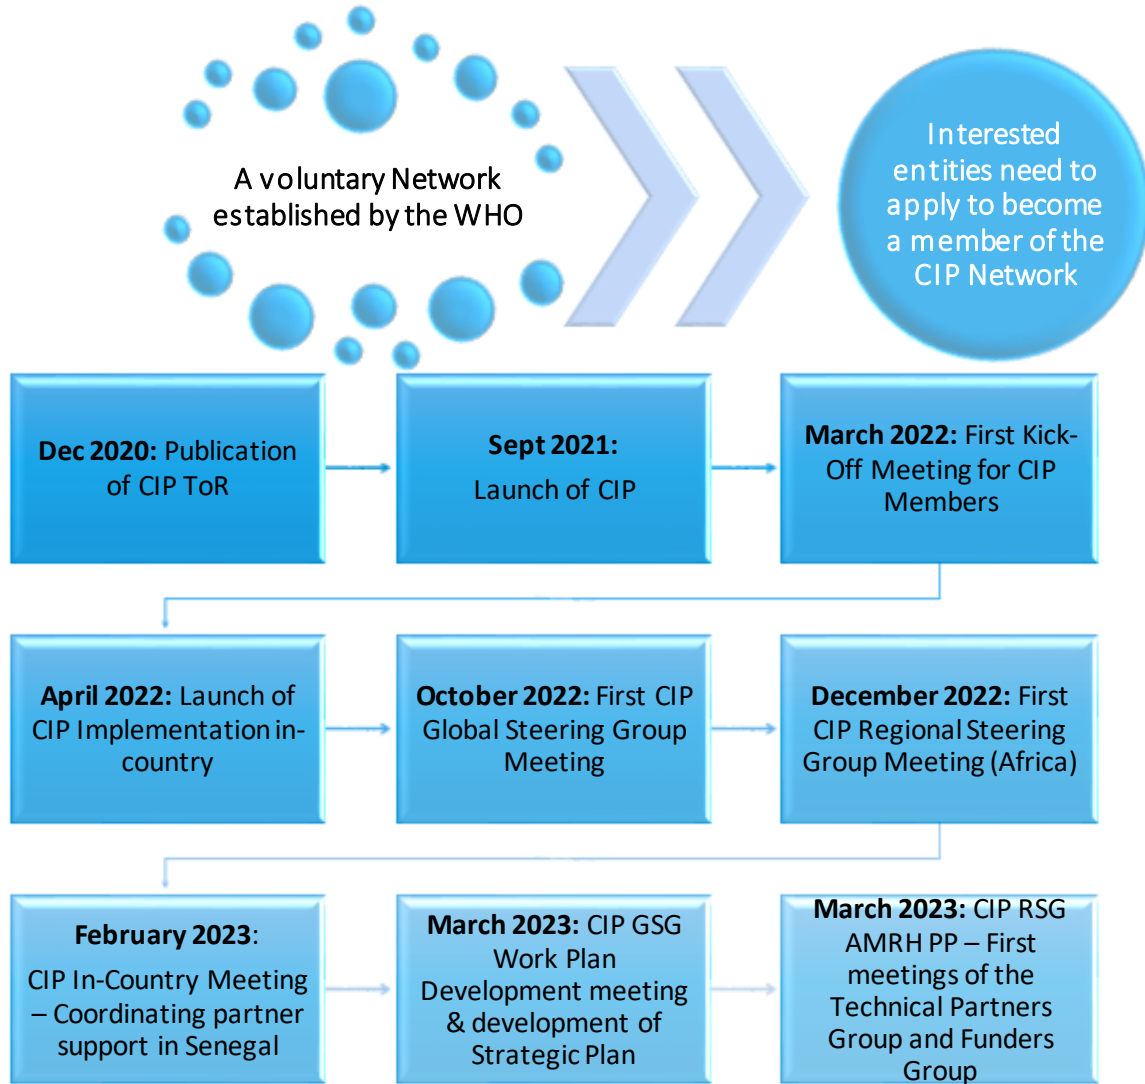 A voluntary Network
established by the WHO
Interested
entities need to
apply to become
a member of the
CIP Network
Dec 2020: Publication
of CIP ToR
Sept 2021:
Launch of CIP
March 2022: First Kick-
Off Meeting for CIP
Members
April 2022: Launch of
CIP Implementation in-
country
October 2022: First CIP
Global Steering Group
Meeting
December 2022: First
CIP Regional Steering
Group Meeting (Africa)
February 2023:
CIP In-Country Meeting
– Coordinating partner
support in Senegal
March 2023: CIP GSG
Work Plan
Development meeting
& development of
Strategic Plan
March 2023: CIP RSG
AMRH PP – First
meetings of the
Technical Partners
Group and Funders
Group